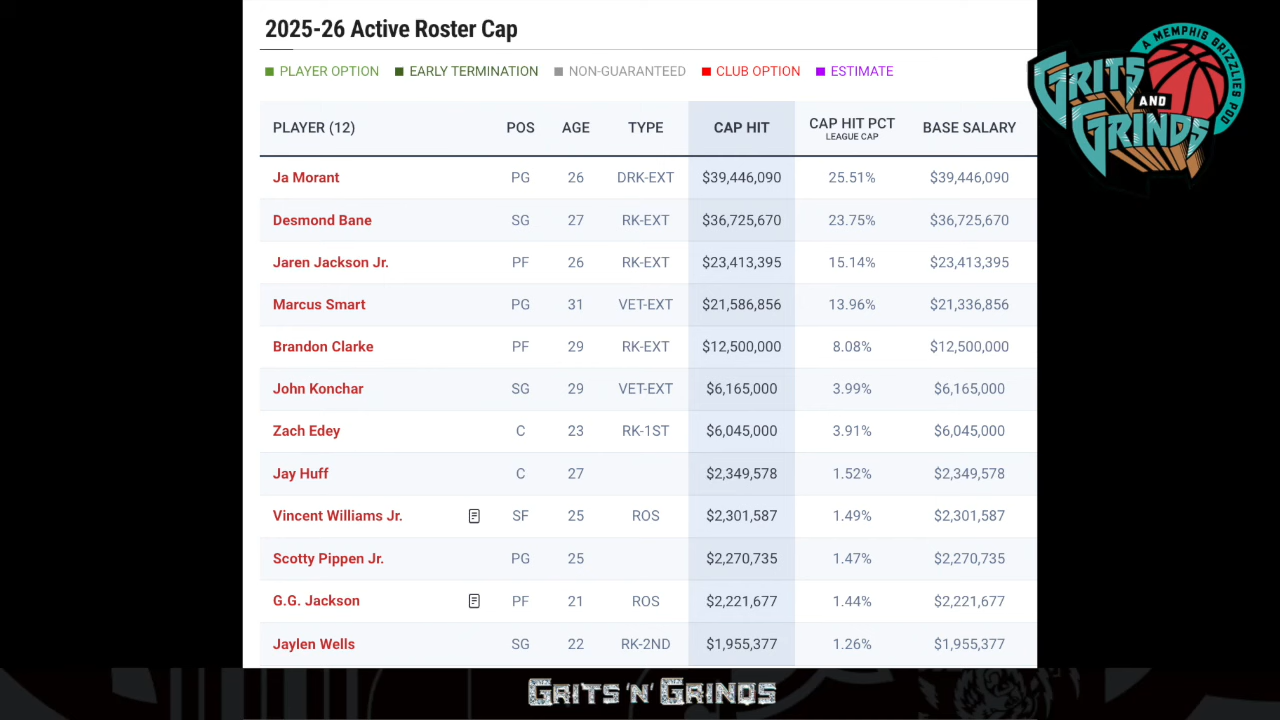 2025-26 Active Roster Cap
PLAYER OPTION EARLY TERMINATION NON-GUARANTEED CLUB OPTION ESTIMATE
A MEMPHIS GRIZZLIES POD
GRITS
AND
GRINDS
PLAYER (12) POS AGE TYPE CAP HIT CAP HIT PCT LEAGUE CAP BASE SALARY
Ja Morant PG 26 DRK-EXT $39,446,090 25.51% $39,446,090
Desmond Bane SG 27 RK-EXT $36,725,670 23.75% $36,725,670
Jaren Jackson Jr. PF 26 RK-EXT $23,413,395 15.14% $23,413,395
Marcus Smart PG 31 VET-EXT $21,586,856 13.96% $21,336,856
Brandon Clarke PF 29 RK-EXT $12,500,000 8.08% $12,500,000
John Konchar SG 29 VET-EXT $6,165,000 3.99% $6,165,000
Zach Edey C 23 RK-1ST $6,045,000 3.91% $6,045,000
Jay Huff C 27 $2,349,578 1.52% $2,349,578
Vincent Williams Jr. SF 25 ROS $2,301,587 1.49% $2,301,587
Scotty Pippen Jr. PG 25 $2,270,735 1.47% $2,270,735
G.G. Jackson PF 21 ROS $2,221,677 1.44% $2,221,677
Jaylen Wells SG 22 RK-2ND $1,955,377 1.26% $1,955,377
GRITS 'N' GRINDS